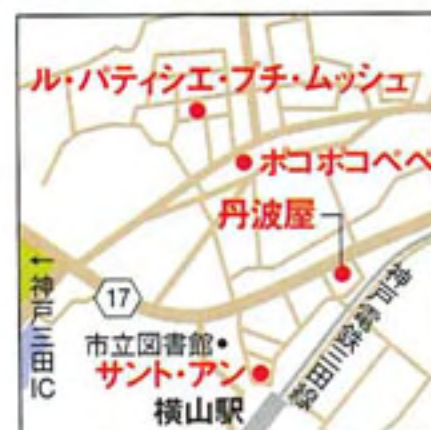 ル・パティシエ・プチ・ムッシュ
ポコポコペペ
丹波屋
←神戸三田IC
17
神戸電鉄三田線
市立図書館
サント・アン
横山駅